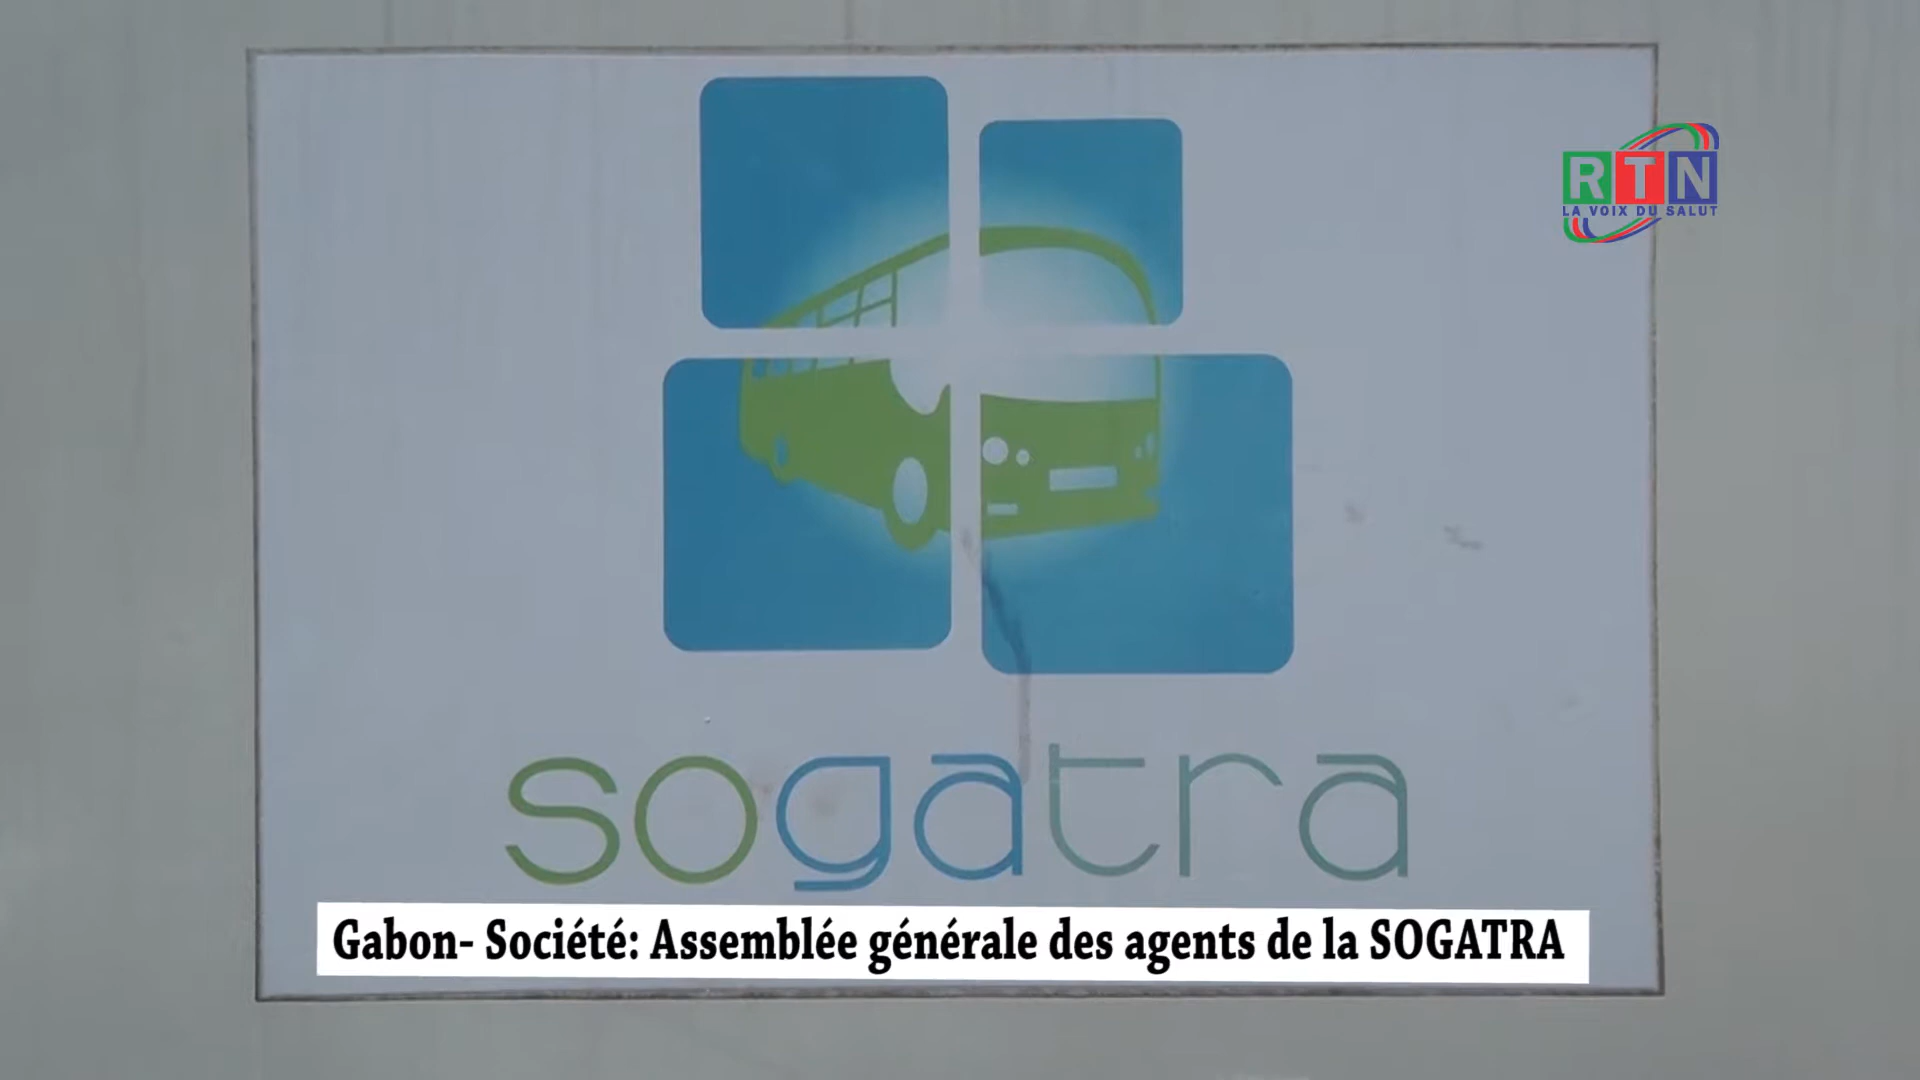 RTN
LA VOIX DU SALUT
sogatra
Gabon- Société: Assemblée générale des agents de la SOGATRA